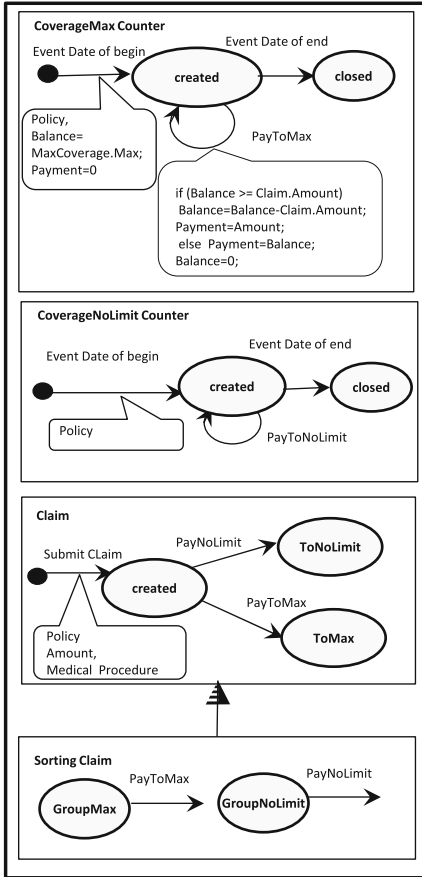 CoverageMax Counter
Event Date of begin
Event Date of end
created
closed
Policy,
Balance=
MaxCoverage.Max;
Payment=0
PayToMax
if (Balance >= Claim.Amount)
Balance=Balance-Claim.Amount;
Payment=Amount;
else Payment=Balance;
Balance=0;
CoverageNoLimit Counter
Event Date of end
Event Date of begin
created
closed
Policy
PayToNoLimit
Claim
PayNoLimit
ToNoLimit
Submit CLaim
created
PayToMax
ToMax
Policy
Amount,
Medical Procedure
Sorting Claim
PayToMax
PayNoLimit
GroupMax
GroupNoLimit